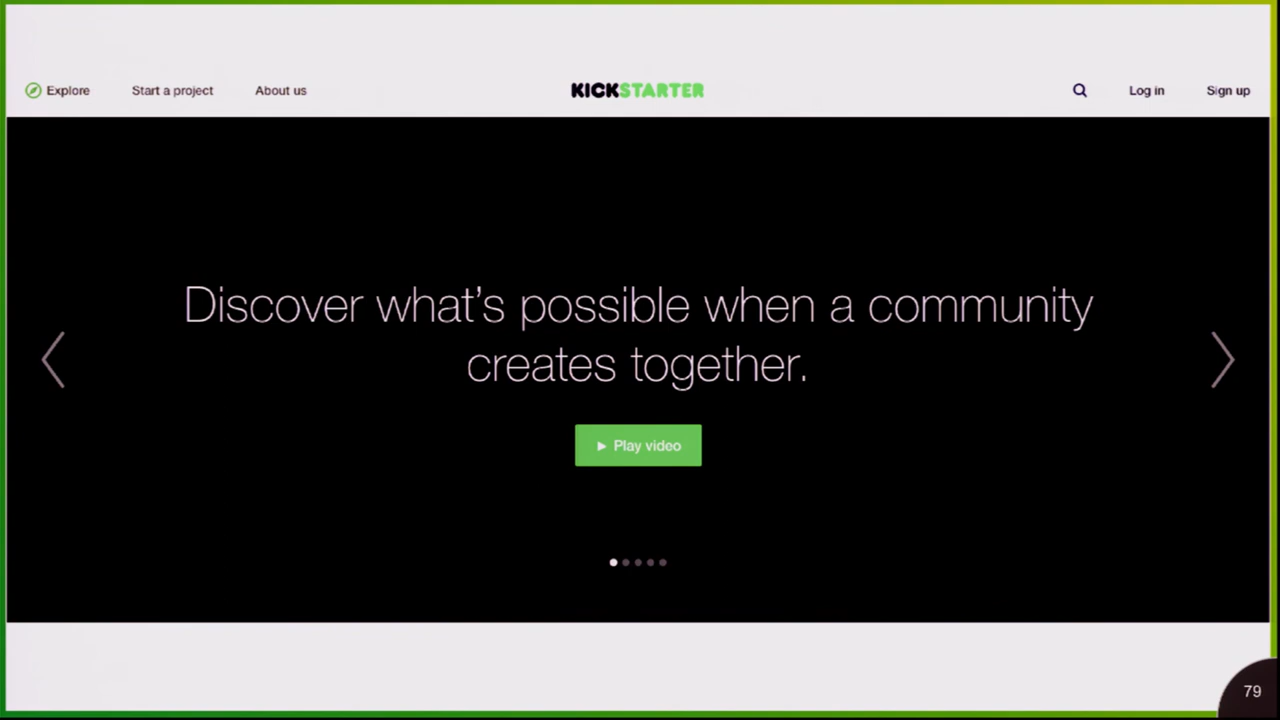 Explore Start a project About us KICKSTARTER Log in Sign up
Discover what's possible when a community
creates together.
Play video
79